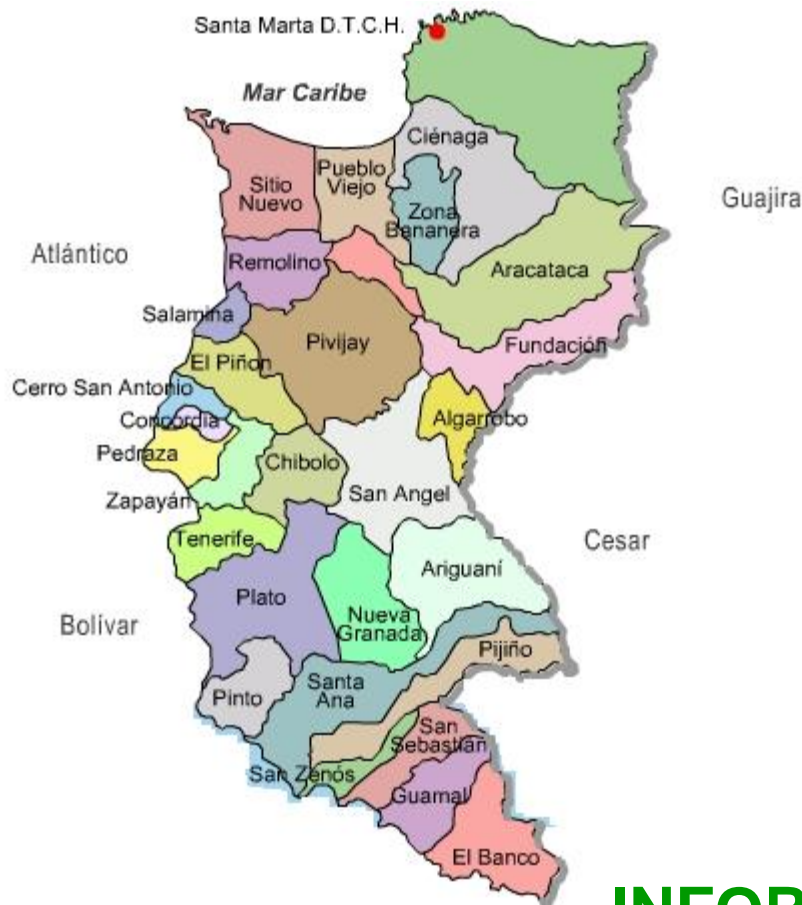 Santa Marta D.T.C.H.
Mar Caribe
Ciénaga
Pueblo
Viejo
Sitio
Nuevo
Guajira
Zona
Bananera
Atlántico
Remolino
Aracataca
Salamina
Pivijay
Fundación
El Piñon
Cerro San Antonio
Concordia
Algarrobo
Pedraza
Chibolo
San Angel
Zapayán
Tenerife
Cesar
Ariguaní
Plato
Nueva
Granada
Bolívar
Pijiño
Santa
Ana
Pinto
San
Sebastián
San Zenós
Guamal
El Banco